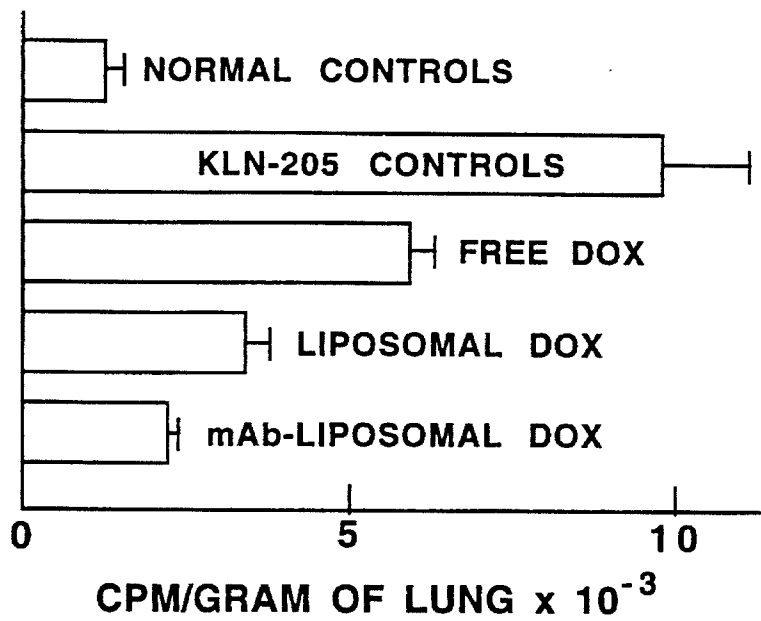 NORMAL CONTROLS
KLN-205 CONTROLS
FREE DOX
LIPOSOMAL DOX
mAb-LIPOSOMAL DOX
0 5 10
CPM/GRAM OF LUNG x 10⁻³